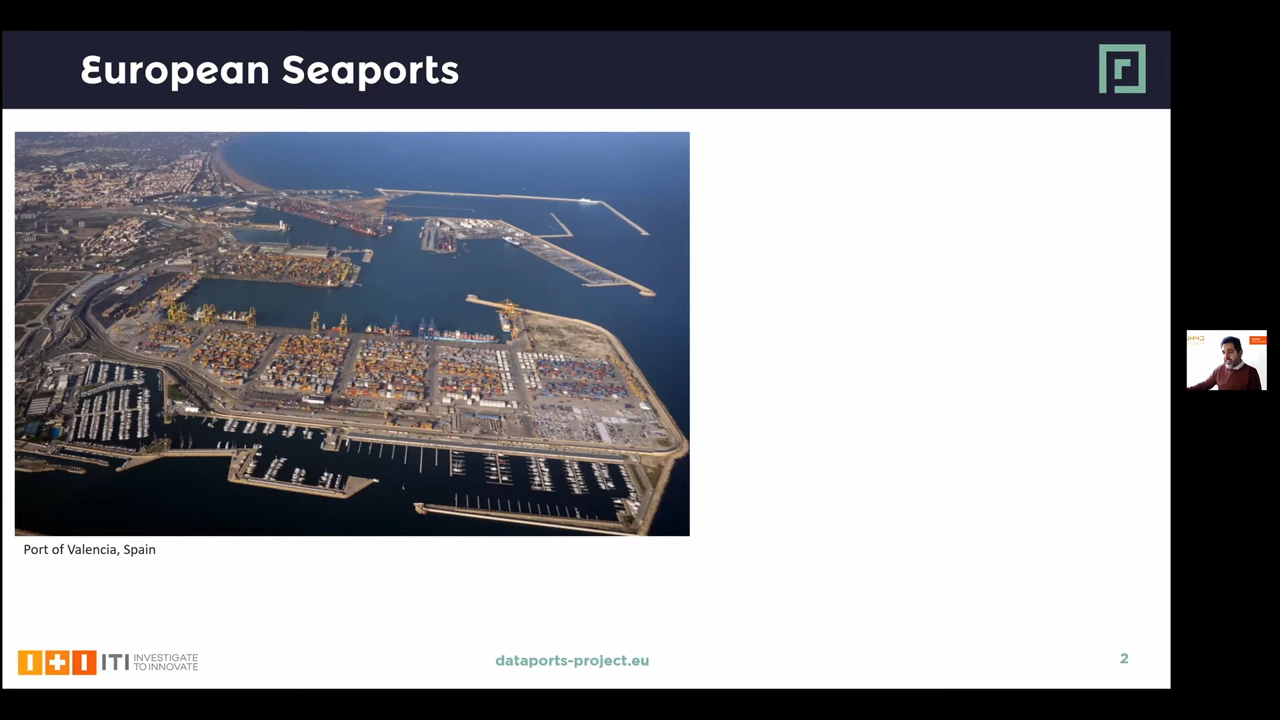 European Seaports
Port of Valencia, Spain
I+I ITI INVESTIGATE
TO INNOVATE
dataports-project.eu
2